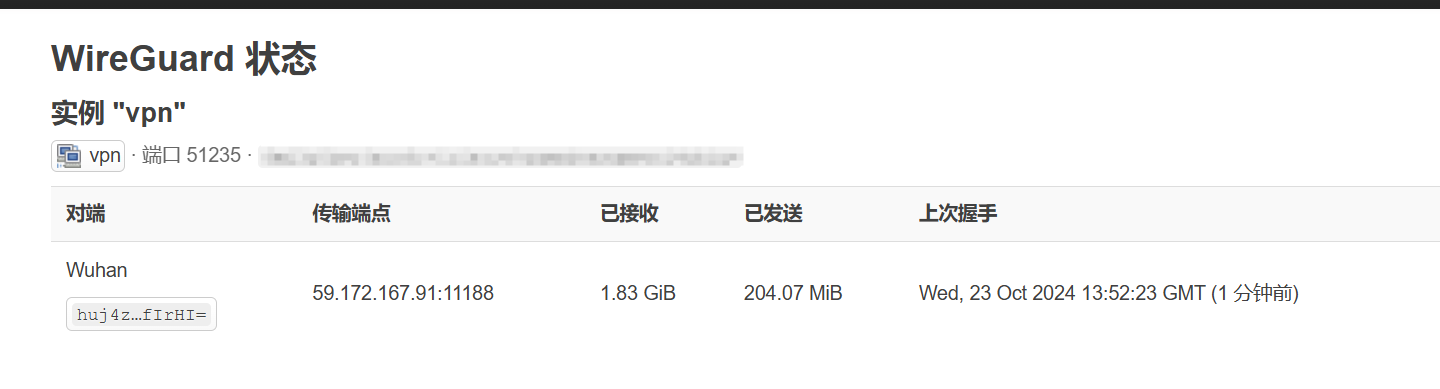 WireGuard 状态
实例 "vpn"
vpn · 端口 51235 ·
对端 传输端点 已接收 已发送 上次握手
Wuhan
59.172.167.91:11188 1.83 GiB 204.07 MiB Wed, 23 Oct 2024 13:52:23 GMT (1 分钟前)
huj4z…fIrHI=